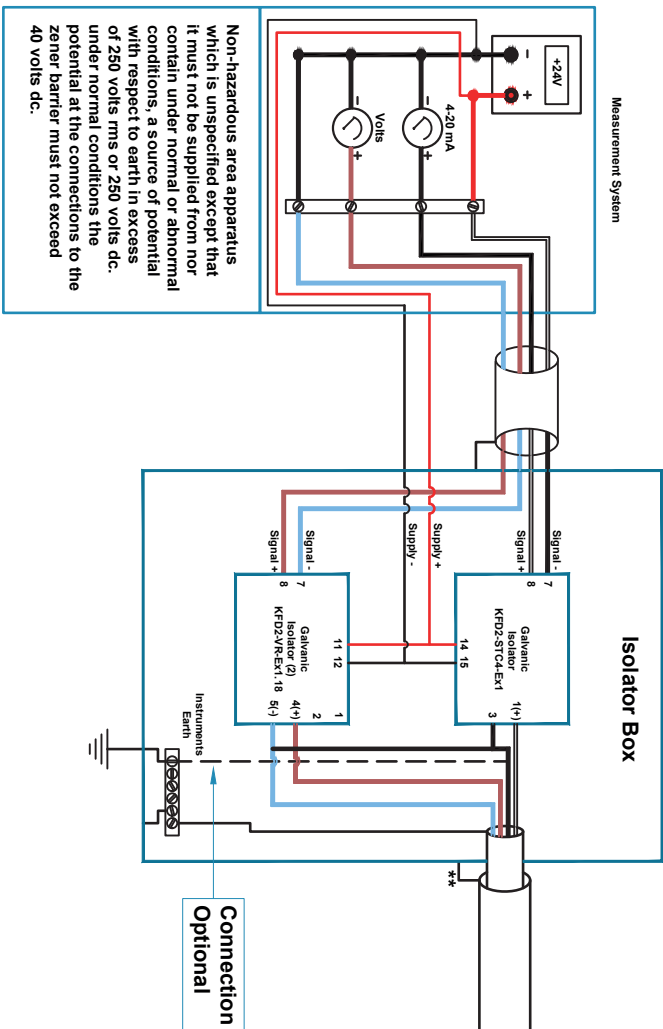 Measurement System
+24V
-
+
4-20 mA
-
+
Volts
-
+
Non-hazardous area apparatus
which is unspecified except that
it must not be supplied from nor
contain under normal or abnormal
conditions, a source of potential
with respect to earth in excess
of 250 volts rms or 250 volts dc.
under normal conditions the
potential at the connections to the
zener barrier must not exceed
40 volts dc.
Isolator Box
Signal -
7
Signal +
8
Galvanic
Isolator
KFD2-STC4-Ex1
1(+)
3
14 15
Supply +
Supply -
11 12
Signal -
7
Signal +
8
Galvanic
Isolator (2)
KFD2-VR-Ex1.18
1
2
4(+)
5(-)
Instruments
Earth
**
Connection
Optional